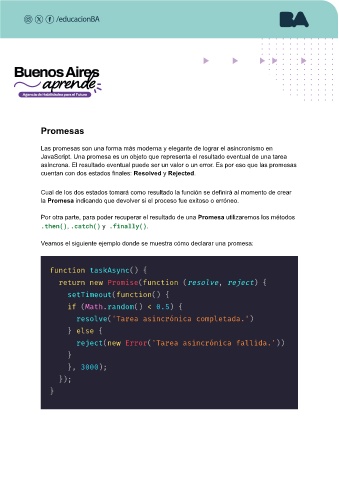 /educacionBA
BA
Buenos Aires
aprende
Agencia de Habilidades para el Futuro
Promesas
Las promesas son una forma más moderna y elegante de lograr el asincronismo en
JavaScript. Una promesa es un objeto que representa el resultado eventual de una tarea
asíncrona. El resultado eventual puede ser un valor o un error. Es por eso que las promesas
cuentan con dos estados finales: Resolved y Rejected.
Cual de los dos estados tomará como resultado la función se definirá al momento de crear
la Promesa indicando que devolver si el proceso fue exitoso o erróneo.
Por otra parte, para poder recuperar el resultado de una Promesa utilizaremos los métodos
.then(), .catch() y .finally().
Veamos el siguiente ejemplo donde se muestra cómo declarar una promesa:
function taskAsync() {
return new Promise(function (resolve, reject) {
setTimeout(function() {
if (Math.random() < 0.5) {
resolve('Tarea asincrónica completada.')
} else {
reject(new Error('Tarea asincrónica fallida.'))
}
}, 3000);
});
}